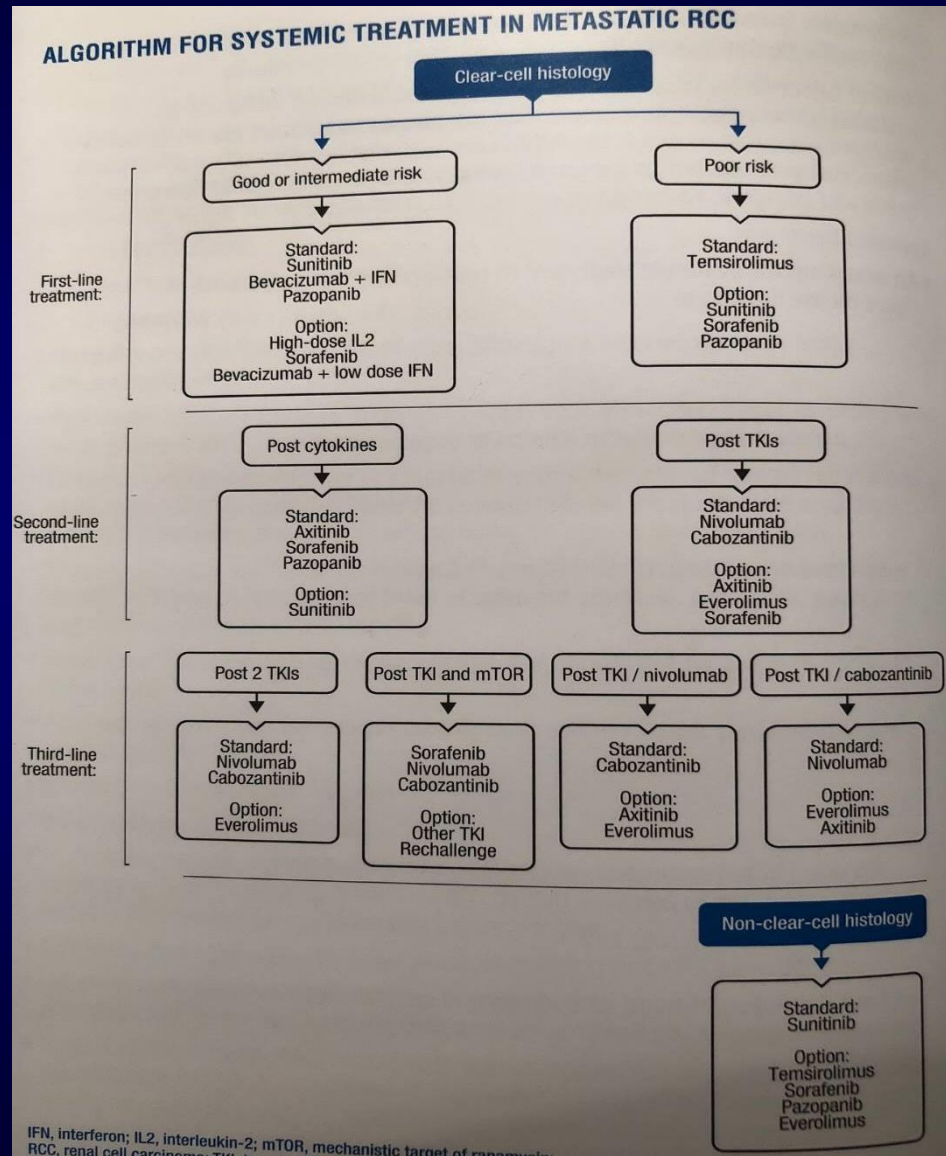 ALGORITHM FOR SYSTEMIC TREATMENT IN METASTATIC RCC
Clear-cell histology
Good or intermediate risk
Poor risk
First-line
treatment:
Standard:
Sunitinib
Bevacizumab + IFN
Pazopanib
Option:
High-dose IL2
Sorafenib
Bevacizumab + low dose IFN
Standard:
Temsirolimus
Option:
Sunitinib
Sorafenib
Pazopanib
Second-line
treatment:
Post cytokines
Standard:
Axitinib
Sorafenib
Pazopanib
Option:
Sunitinib
Post TKIs
Standard:
Nivolumab
Cabozantinib
Option:
Axitinib
Everolimus
Sorafenib
Third-line
treatment:
Post 2 TKIs
Standard:
Nivolumab
Cabozantinib
Option:
Everolimus
Post TKI and mTOR
Sorafenib
Nivolumab
Cabozantinib
Option:
Other TKI
Rechallenge
Post TKI / nivolumab
Standard:
Cabozantinib
Option:
Axitinib
Everolimus
Post TKI / cabozantinib
Standard:
Nivolumab
Option:
Everolimus
Axitinib
Non-clear-cell histology
Standard:
Sunitinib
Option:
Temsirolimus
Sorafenib
Pazopanib
Everolimus
IFN, interferon; IL2, interleukin-2; mTOR, mechanistic target of
RCC, renal cell